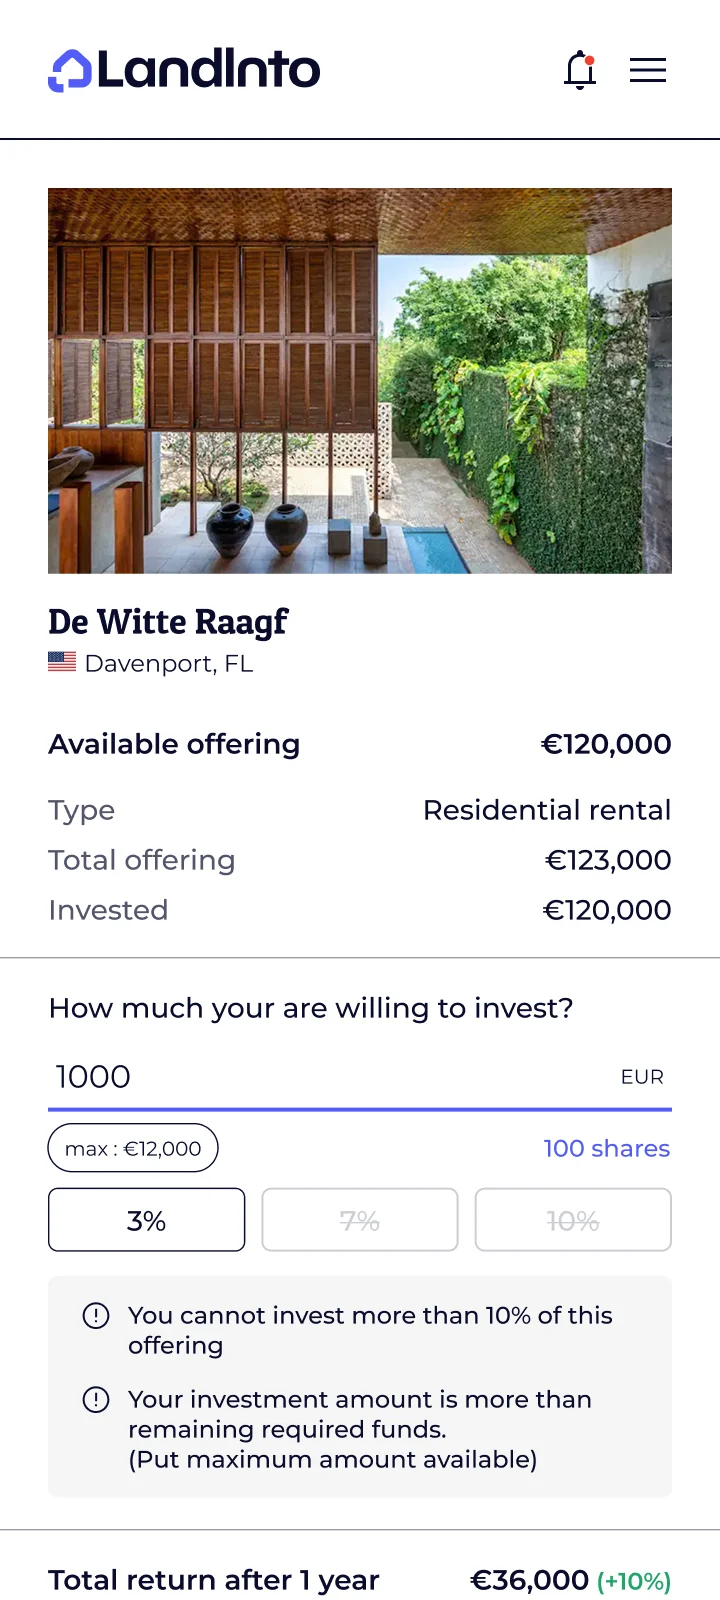 LandInto
De Witte Raagf
Davenport, FL
Available offering €120,000
Type Residential rental
Total offering €123,000
Invested €120,000
How much your are willing to invest?
1000 EUR
max : €12,000 100 shares
3% 7% 10%
You cannot invest more than 10% of this
offering
Your investment amount is more than
remaining required funds.
(Put maximum amount available)
Total return after 1 year €36,000 (+10%)